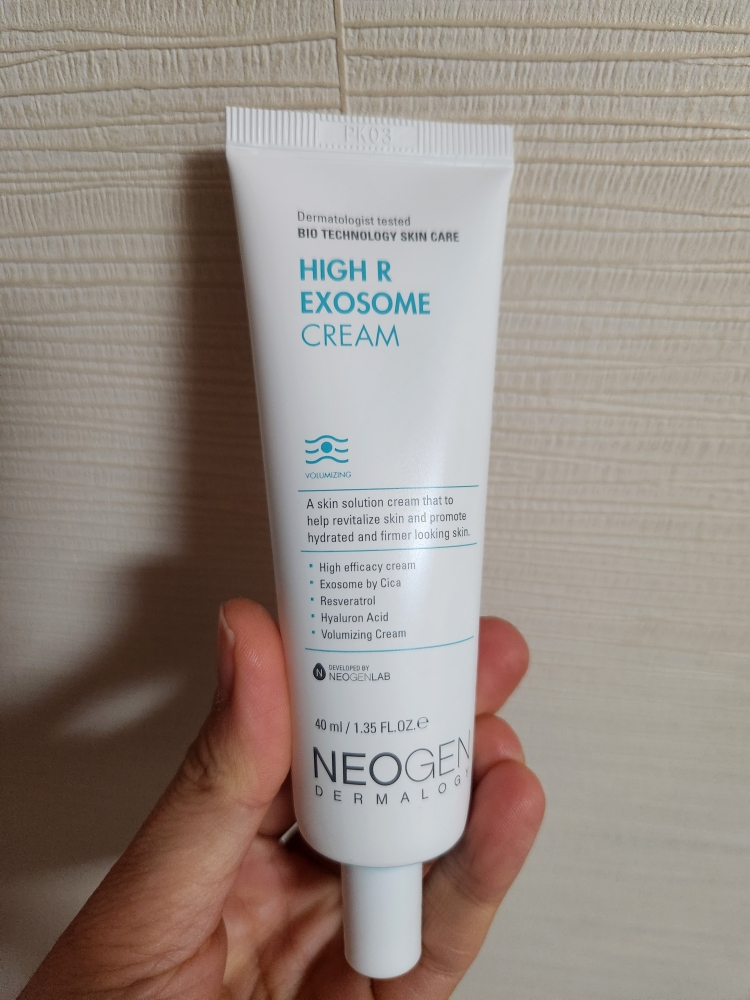 PK03
Dermatologist tested
BIO TECHNOLOGY SKIN CARE
HIGH R
EXOSOME
CREAM
VOLUMIZING
A skin solution cream that to
help revitalize skin and promote
hydrated and firmer looking skin.
• High efficacy cream
• Exosome by Cica
• Resveratrol
• Hyaluron Acid
• Volumizing Cream
N
DEVELOPED BY
NEOGENLAB
40 ml / 1.35 FL.OZ.℮
NEOGEN
DERMALOG